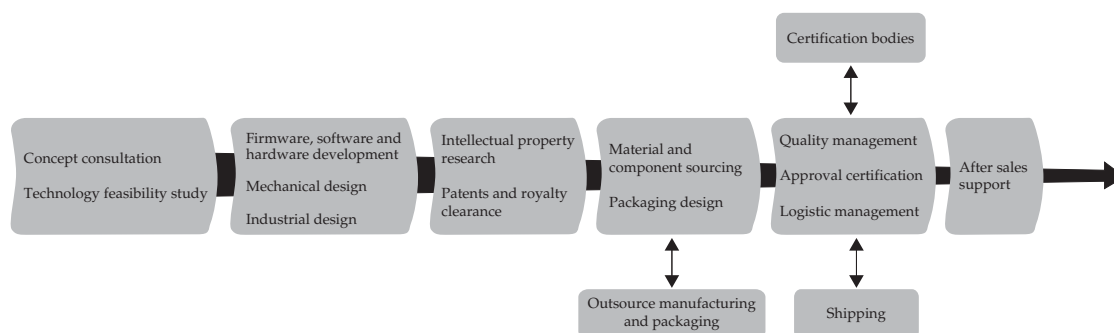 Certification bodies
Concept consultation
Technology feasibility study
Firmware, software and
hardware development
Mechanical design
Industrial design
Intellectual property
research
Patents and royalty
clearance
Material and
component sourcing
Packaging design
Quality management
Approval certification
Logistic management
After sales
support
Outsource manufacturing
and packaging
Shipping